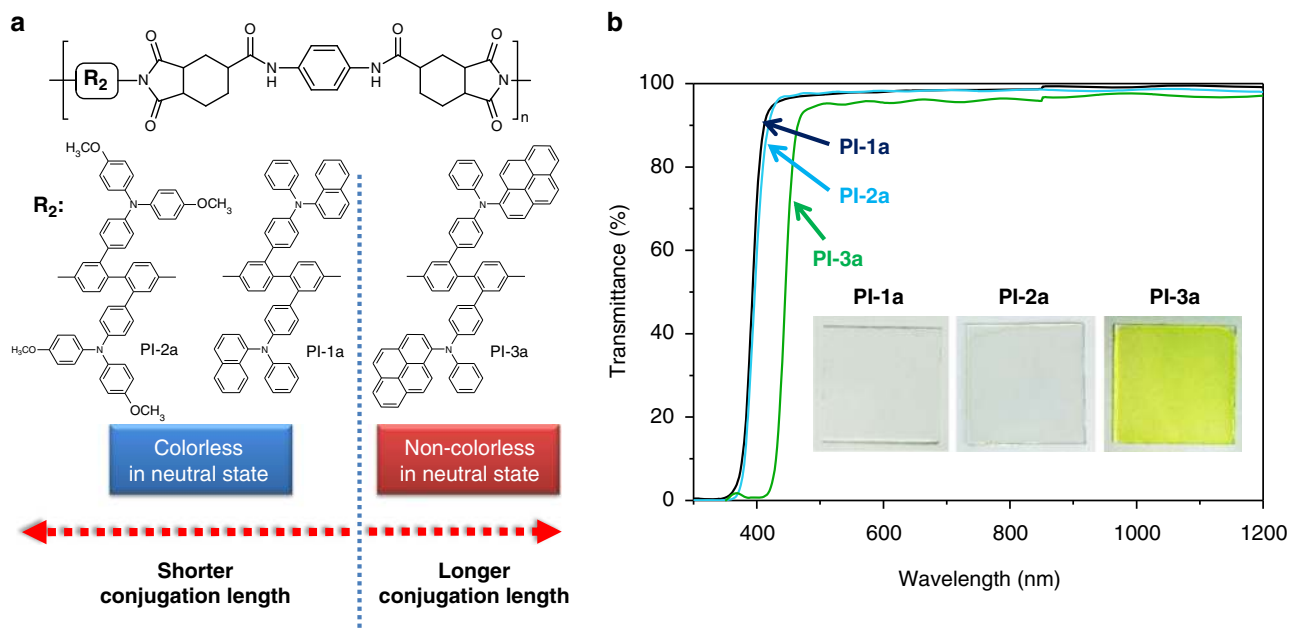 a
O
O
O
O
R₂
N
N
H
N
H
N
O
O
n
H₃CO
R₂:
N
OCH₃
N
N
H₃CO
N
PI-2a
N
PI-1a
N
PI-3a
OCH₃
Colorless
in neutral state
Non-colorless
in neutral state
Shorter
conjugation length
Longer
conjugation length
b
100
80
60
40
20
0
Transmittance (%)
PI-1a
PI-2a
PI-3a
PI-1a PI-2a PI-3a
400 600 800 1000 1200
Wavelength (nm)